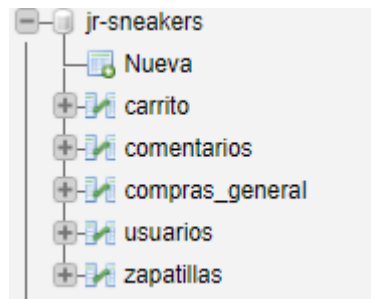 jr-sneakers
Nueva
carrito
comentarios
compras_general
usuarios
zapatillas